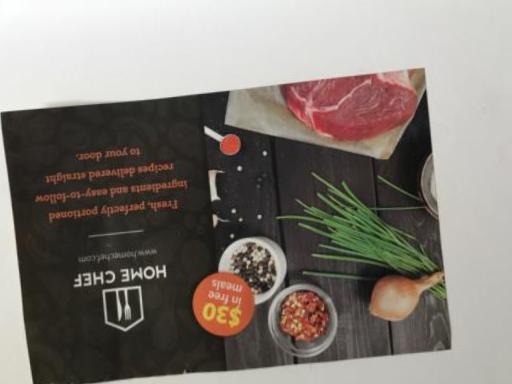 HOME CHEF
www.homechef.com
Fresh, perfectly portioned
ingredients and easy-to-follow
recipes delivered straight
to your door.
$30
in free
meals